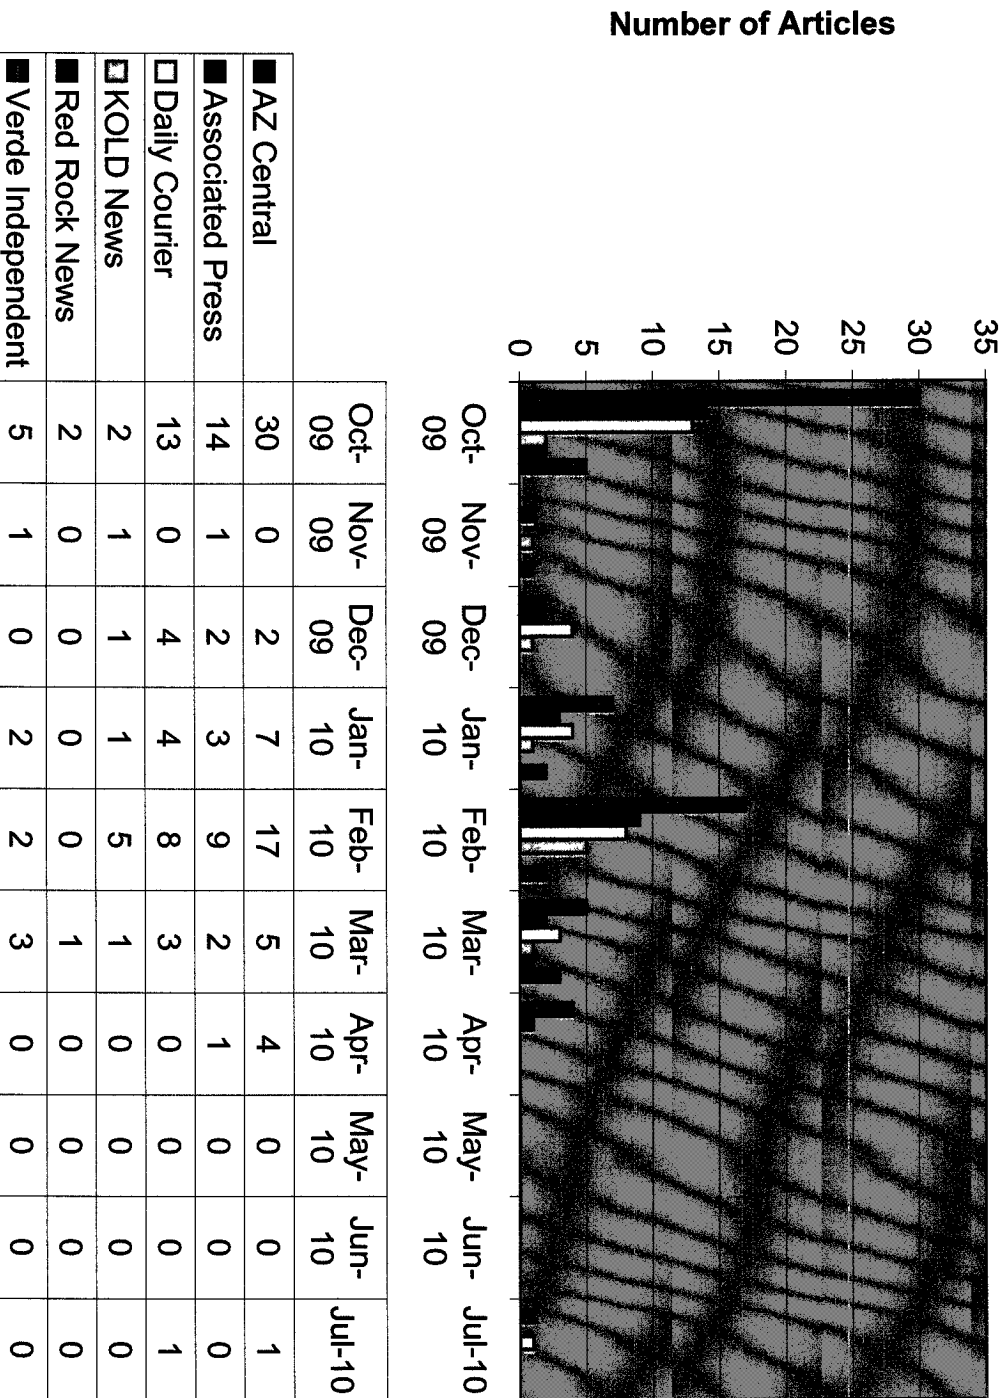 Number of Articles
35
30
25
20
15
10
5
0
Oct-09 Nov-09 Dec-09 Jan-10 Feb-10 Mar-10 Apr-10 May-10 Jun-10 Jul-10
Oct-09 Nov-09 Dec-09 Jan-10 Feb-10 Mar-10 Apr-10 May-10 Jun-10 Jul-10
AZ Central 30 0 2 7 17 5 4 0 0 1
Associated Press 14 1 2 3 9 2 1 0 0 0
Daily Courier 13 0 4 4 8 3 0 0 0 1
KOLD News 2 1 1 1 5 1 0 0 0 0
Red Rock News 2 0 0 0 0 1 0 0 0 0
Verde Independent 5 1 0 2 2 3 0 0 0 0